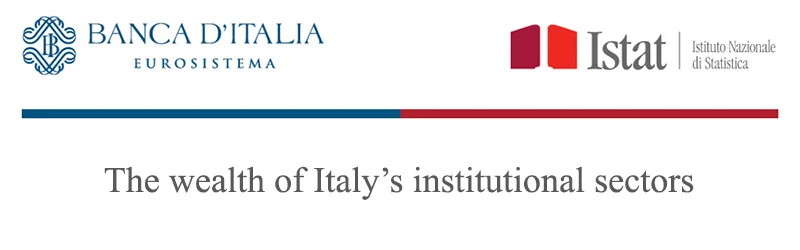 BANCA D'ITALIA
EUROSISTEMA
Istat
Istituto Nazionale
di Statistica
The wealth of Italy's institutional sectors